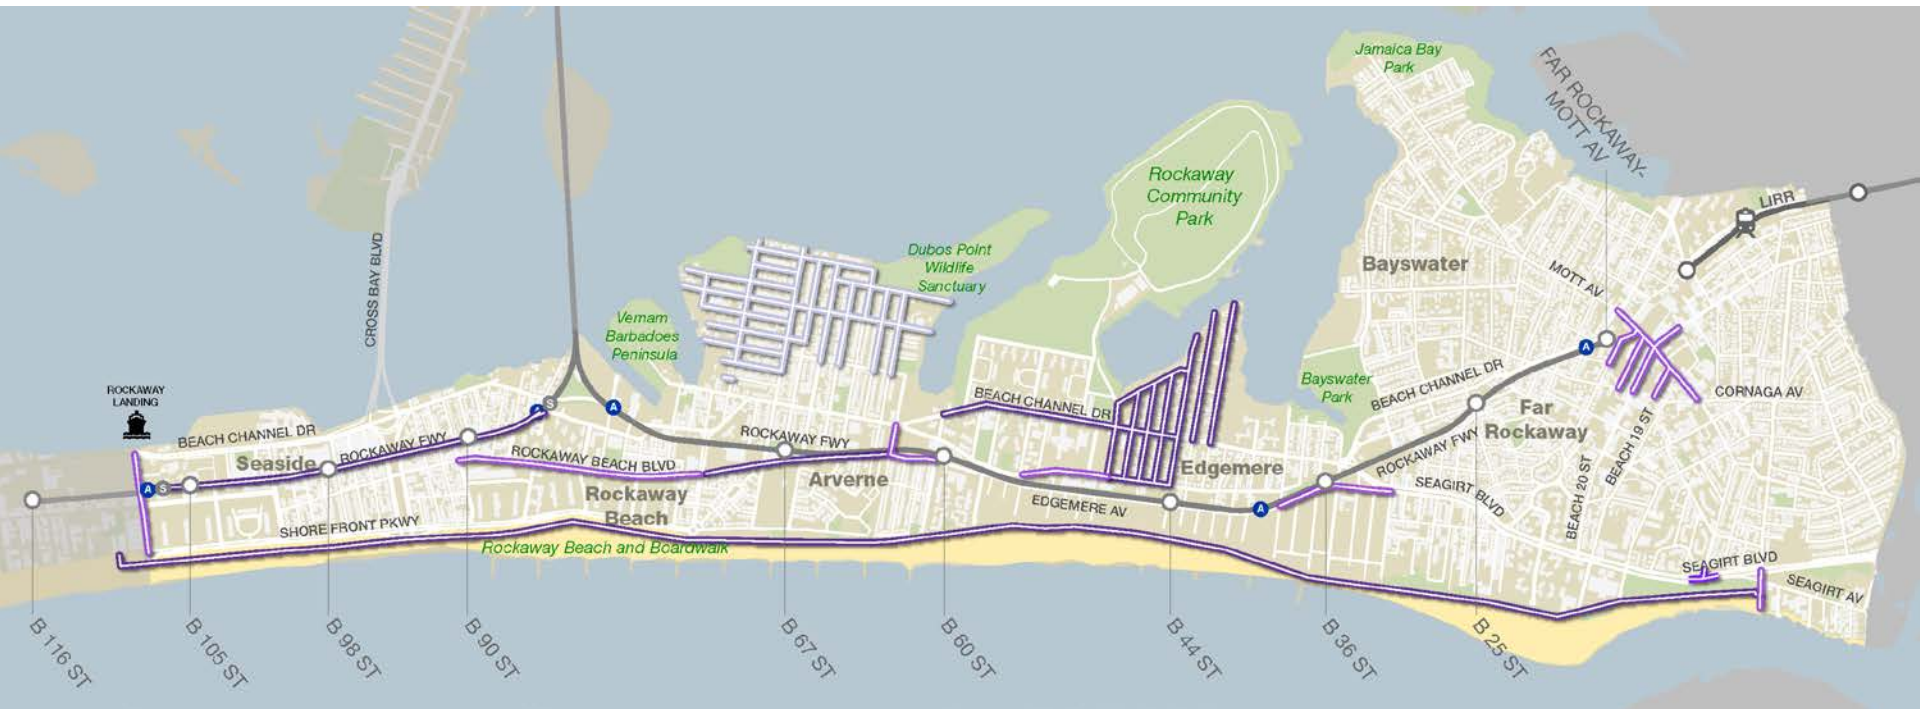 Jamaica Bay
Park
FAR ROCKAWAY-
MOTT AV
LIRR
Rockaway
Community
Park
CROSS BAY BLVD
Dubos Point
Wildlife
Sanctuary
Bayswater
MOTT AV
Vernam
Barbadoes
Peninsula
A
A
S
A
ROCKAWAY
LANDING
BEACH CHANNEL DR
Bayswater
Park
BEACH CHANNEL DR
CORNAGA AV
BEACH CHANNEL DR
Far
Rockaway
BEACH 19 ST
ROCKAWAY FWY
ROCKAWAY FWY
ROCKAWAY FWY
Seaside
ROCKAWAY BEACH BLVD
Arverne
Edgemere
BEACH 20 ST
A
S
Rockaway
Beach
EDGEMERE AV
A
SEAGIRT BLVD
SHORE FRONT PKWY
Rockaway Beach and Boardwalk
SEAGIRT BLVD
SEAGIRT AV
B 116 ST
B 105 ST
B 98 ST
B 90 ST
B 67 ST
B 60 ST
B 44 ST
B 36 ST
B 25 ST